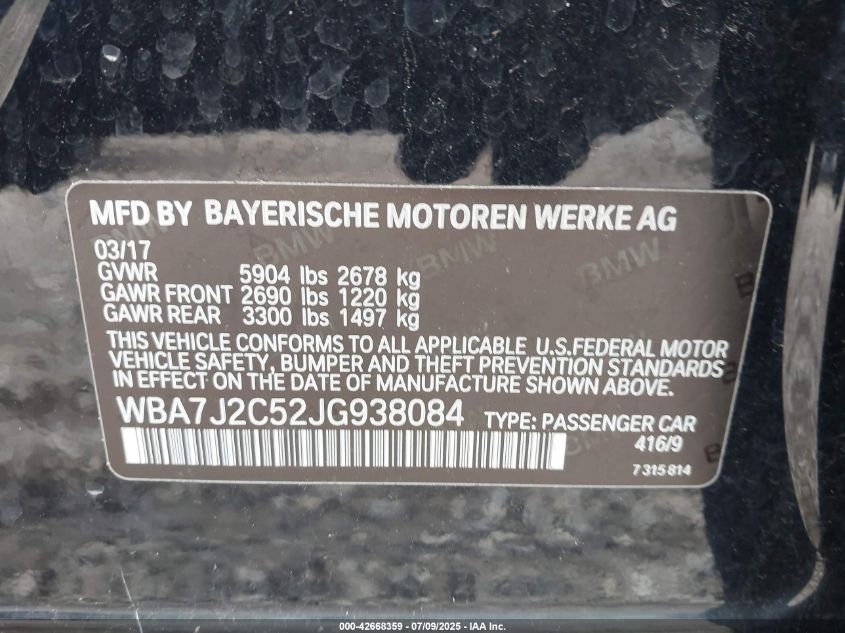 MFD BY BAYERISCHE MOTOREN WERKE AG
03/17
GVWR 5904 lbs 2678 kg
GAWR FRONT 2690 lbs 1220 kg
GAWR REAR 3300 lbs 1497 kg
THIS VEHICLE CONFORMS TO ALL APPLICABLE U.S.FEDERAL MOTOR
VEHICLE SAFETY, BUMPER AND THEFT PREVENTION STANDARDS
IN EFFECT ON THE DATE OF MANUFACTURE SHOWN ABOVE.
WBA7J2C52JG938084 TYPE: PASSENGER CAR
416/9
7 315 814
BMW
BMW
BMW
000-42668359 - 07/09/2025 - IAA Inc.